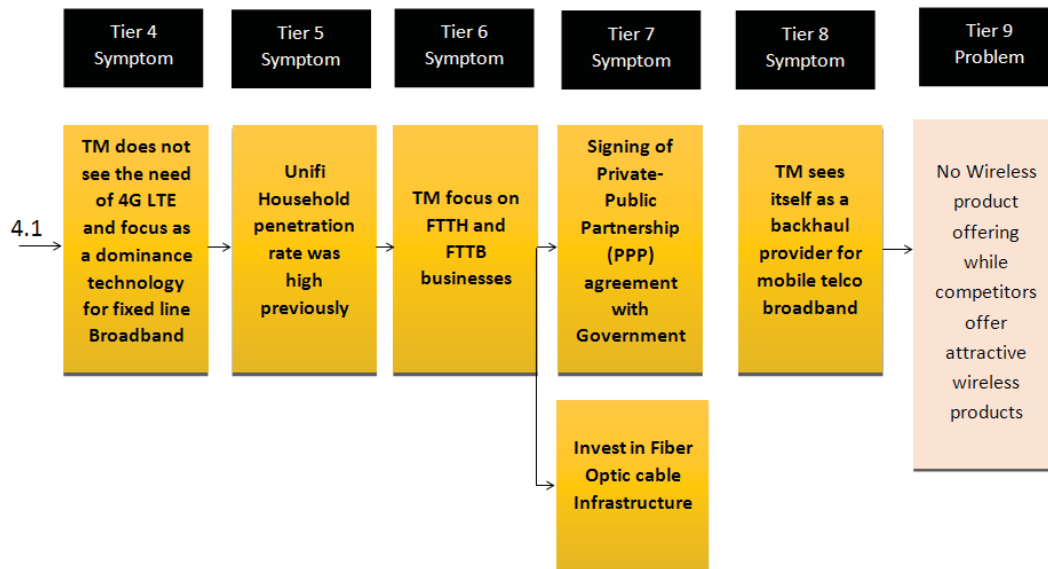 Tier 4
Symptom
Tier 5
Symptom
Tier 6
Symptom
Tier 7
Symptom
Tier 8
Symptom
Tier 9
Problem
4.1
TM does not
see the need
of 4G LTE
and focus as
a dominance
technology
for fixed line
Broadband
Unifi
Household
penetration
rate was
high
previously
TM focus on
FTTH and
FTTB
businesses
Signing of
Private-
Public
Partnership
(PPP)
agreement
with
Government
Invest in Fiber
Optic cable
Infrastructure
TM sees
itself as a
backhaul
provider for
mobile telco
broadband
No Wireless
product
offering
while
competitors
offer
attractive
wireless
products